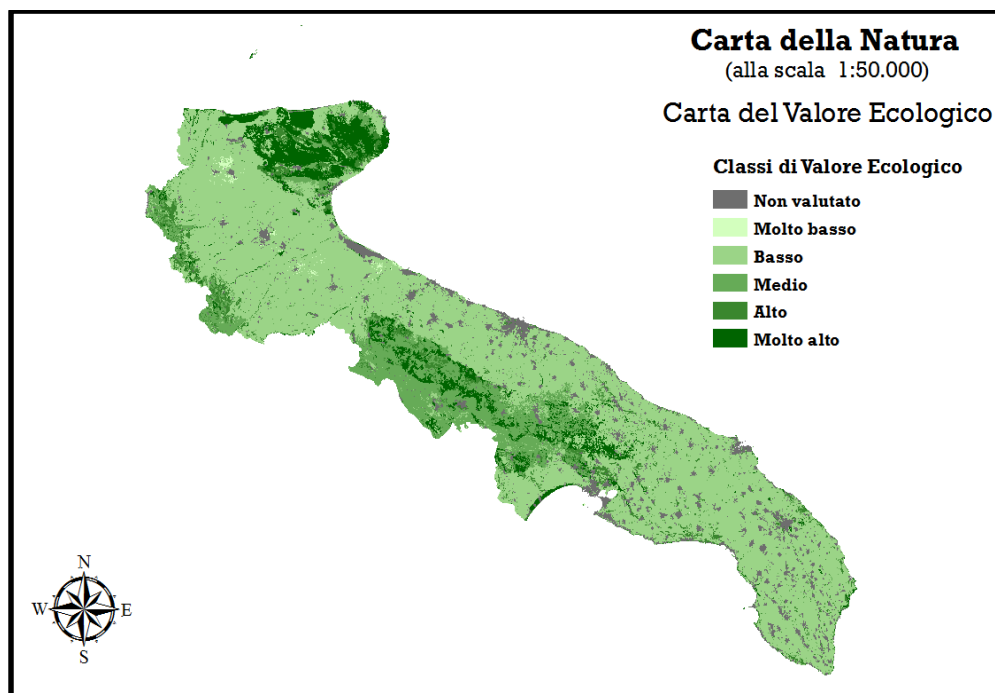 Carta della Natura
(alla scala 1:50.000)
Carta del Valore Ecologico
Classi di Valore Ecologico
Non valutato
Molto basso
Basso
Medio
Alto
Molto alto
N
W E
S